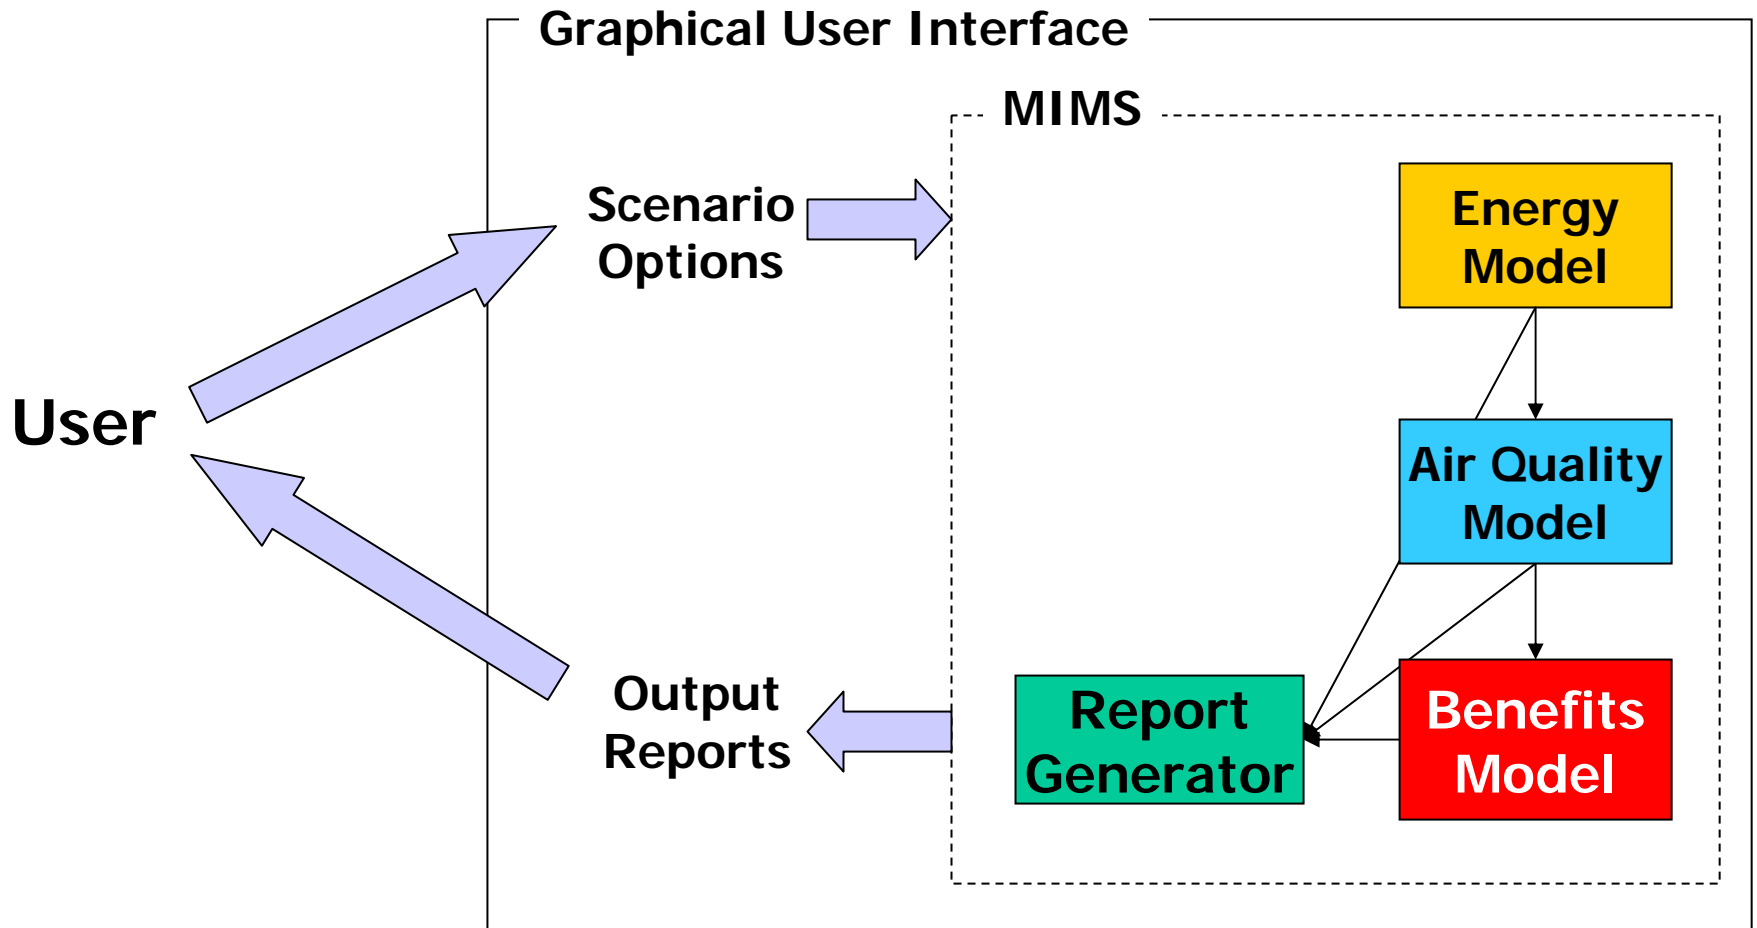 Graphical User Interface
MIMS
Scenario
Options
Energy
Model
User
Air Quality
Model
Output
Reports
Report
Generator
Benefits
Model